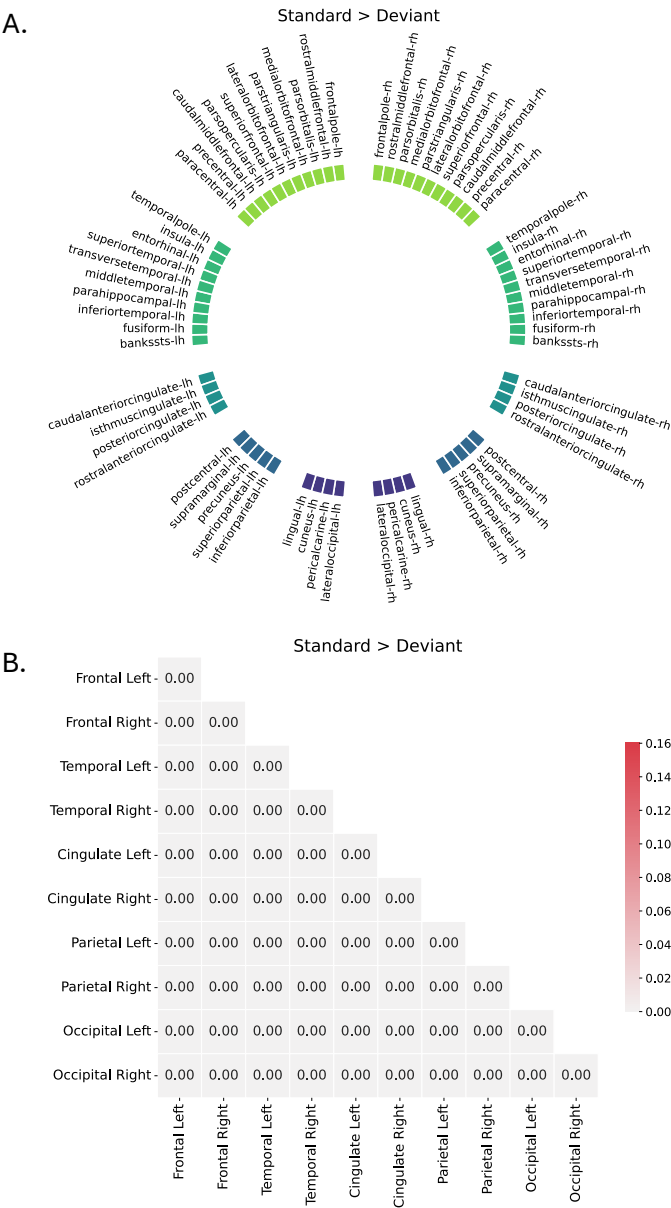 A.
Standard > Deviant
frontalpole-lh
rostralmiddlefrontal-lh
parsorbitalis-lh
medialorbitofrontal-lh
parstriangularis-lh
lateralorbitofrontal-lh
superiorfrontal-lh
parsopercularis-lh
caudalmiddlefrontal-lh
precentral-lh
paracentral-lh
temporalpole-lh
insula-lh
entorhinal-lh
superiortemporal-lh
transversetemporal-lh
middletemporal-lh
parahippocampal-lh
inferiortemporal-lh
fusiform-lh
bankssts-lh
caudalanteriorcingulate-lh
isthmuscingulate-lh
posteriorcingulate-lh
rostralanteriorcingulate-lh
postcentral-lh
supramarginal-lh
precuneus-lh
superiorparietal-lh
inferiorparietal-lh
lingual-lh
cuneus-lh
pericalcarine-lh
lateraloccipital-lh
frontalpole-rh
rostralmiddlefrontal-rh
parsorbitalis-rh
medialorbitofrontal-rh
parstriangularis-rh
lateralorbitofrontal-rh
superiorfrontal-rh
parsopercularis-rh
caudalmiddlefrontal-rh
precentral-rh
paracentral-rh
temporalpole-rh
insula-rh
entorhinal-rh
superiortemporal-rh
transversetemporal-rh
middletemporal-rh
parahippocampal-rh
inferiortemporal-rh
fusiform-rh
bankssts-rh
caudalanteriorcingulate-rh
isthmuscingulate-rh
posteriorcingulate-rh
rostralanteriorcingulate-rh
postcentral-rh
supramarginal-rh
precuneus-rh
superiorparietal-rh
inferiorparietal-rh
lingual-rh
cuneus-rh
pericalcarine-rh
lateraloccipital-rh
B.
Standard > Deviant
Frontal Left 0.00
Frontal Right 0.00 0.00
Temporal Left 0.00 0.00 0.00
Temporal Right 0.00 0.00 0.00 0.00
Cingulate Left 0.00 0.00 0.00 0.00 0.00
Cingulate Right 0.00 0.00 0.00 0.00 0.00 0.00
Parietal Left 0.00 0.00 0.00 0.00 0.00 0.00 0.00
Parietal Right 0.00 0.00 0.00 0.00 0.00 0.00 0.00 0.00
Occipital Left 0.00 0.00 0.00 0.00 0.00 0.00 0.00 0.00 0.00
Occipital Right 0.00 0.00 0.00 0.00 0.00 0.00 0.00 0.00 0.00 0.00
Frontal Left
Frontal Right
Temporal Left
Temporal Right
Cingulate Left
Cingulate Right
Parietal Left
Parietal Right
Occipital Left
Occipital Right
0.16
0.14
0.12
0.10
0.08
0.06
0.04
0.02
0.00